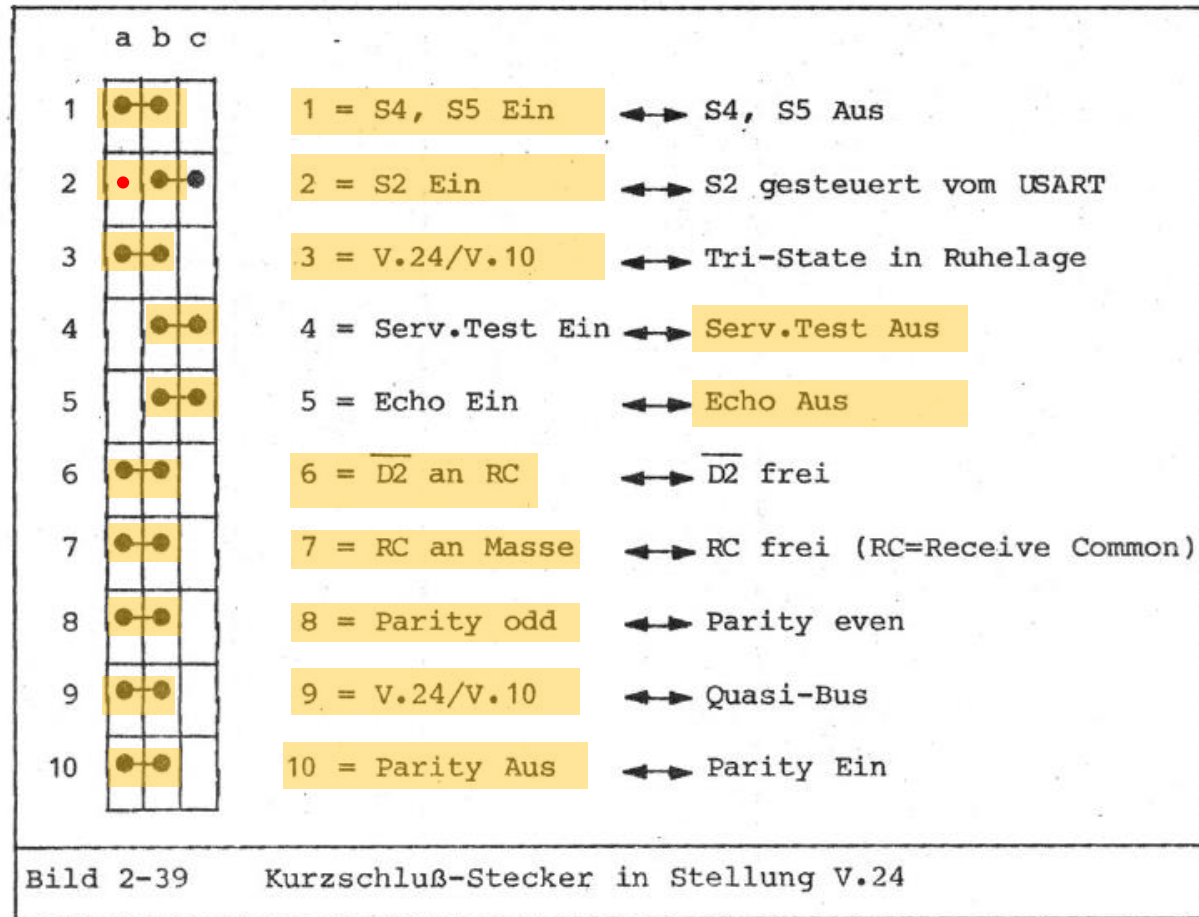 a b c
1 1 = S4, S5 Ein ◄─► S4, S5 Aus
2 2 = S2 Ein ◄─► S2 gesteuert vom USART
3 3 = V.24/V.10 ◄─► Tri-State in Ruhelage
4 4 = Serv.Test Ein ◄─► Serv.Test Aus
5 5 = Echo Ein ◄─► Echo Aus
6 6 = D̅2̅ an RC ◄─► D̅2̅ frei
7 7 = RC an Masse ◄─► RC frei (RC=Receive Common)
8 8 = Parity odd ◄─► Parity even
9 9 = V.24/V.10 ◄─► Quasi-Bus
10 10 = Parity Aus ◄─► Parity Ein
Bild 2-39 Kurzschluß-Stecker in Stellung V.24